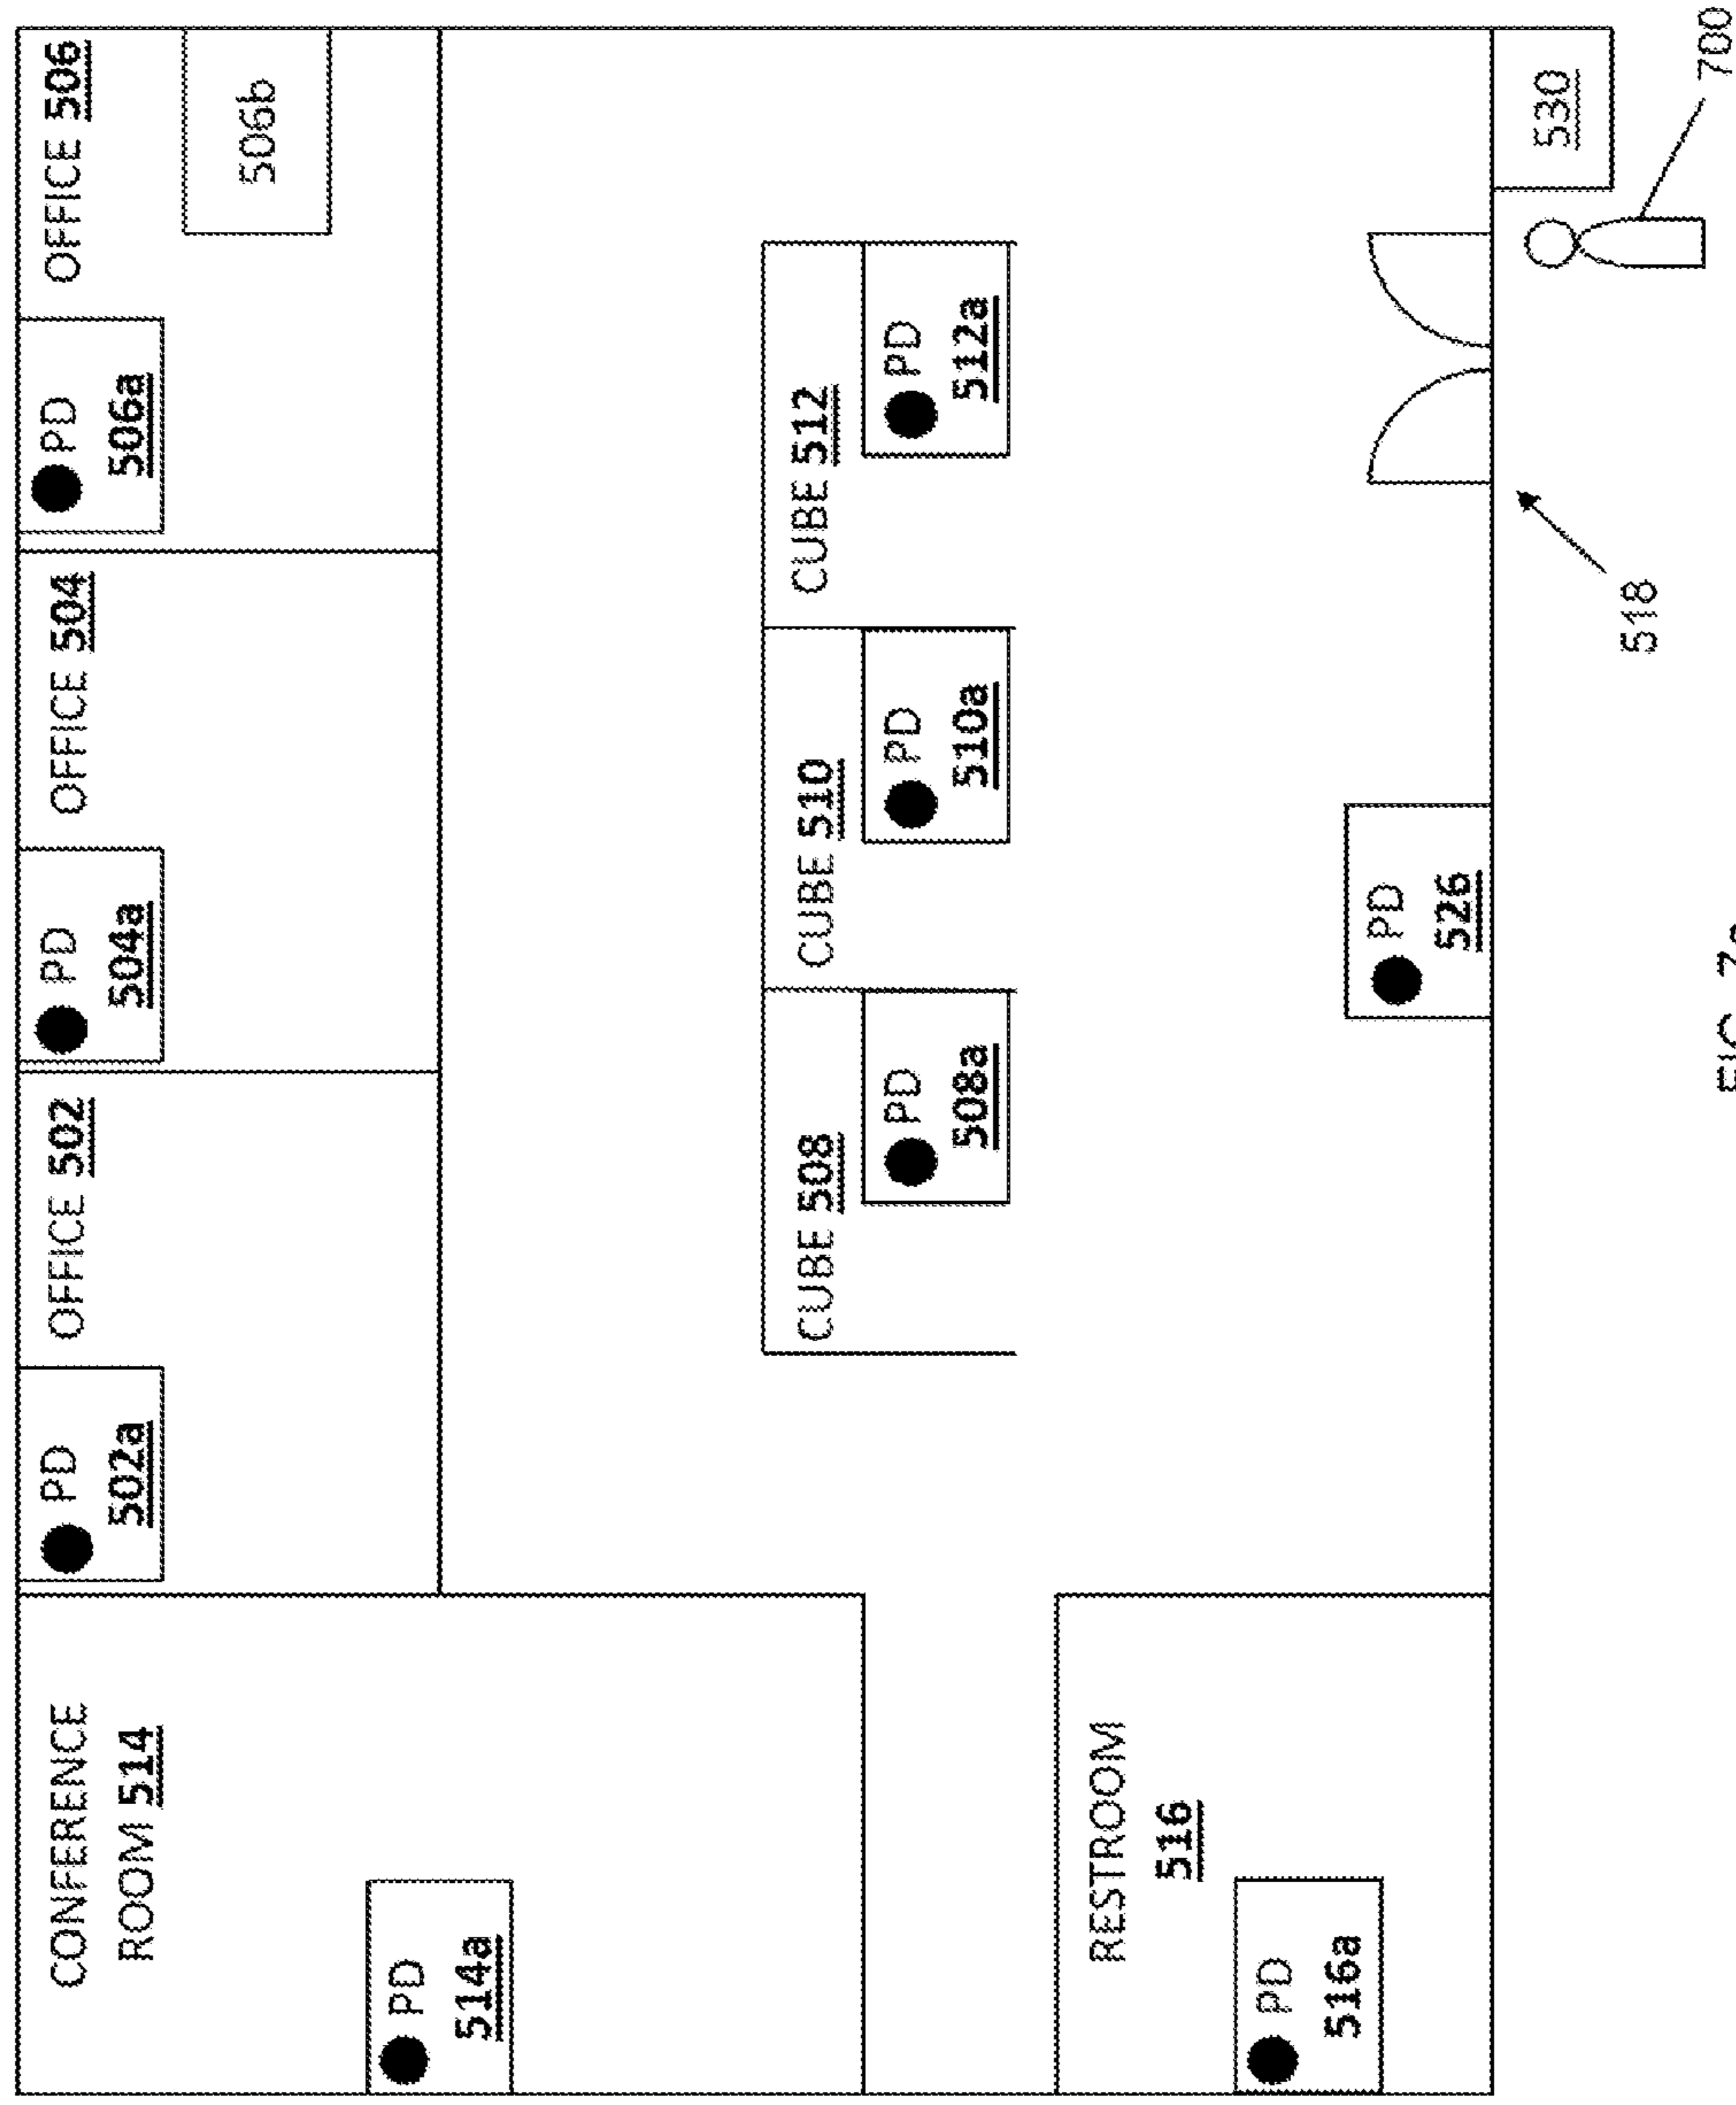 CONFERENCE
ROOM 514
PD
514a
PD
502a
OFFICE 502
PD
504a
OFFICE 504
PD
506a
OFFICE 506
506b
CUBE 508
PD
508a
CUBE 510
PD
510a
CUBE 512
PD
512a
RESTROOM
516
PD
516a
PD
526
518
530
700
FIG. 7a